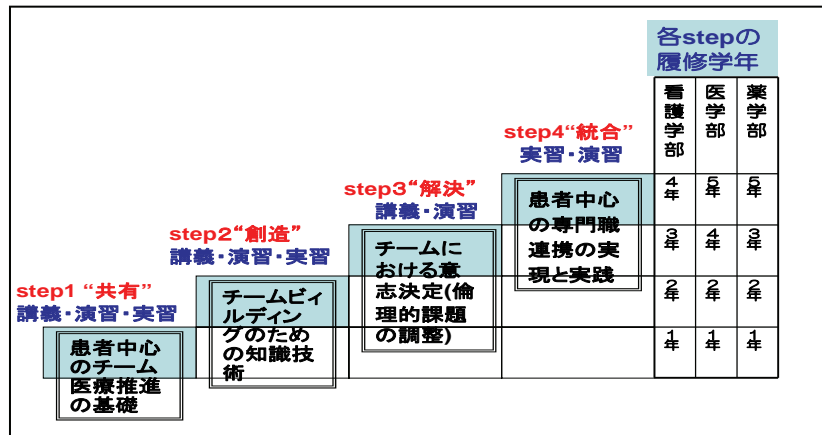 各stepの
履修学年
看護学部
医学部
薬学部
step4“統合”
実習・演習
4年
5年
5年
患者中心
の専門職
連携の実
現と実践
step3“解決”
講義・演習
3年
4年
3年
チームに
おける意
志決定(倫
理的課題
の調整)
step2“創造”
講義・演習・実習
2年
2年
2年
チームビィ
ルディン
グのため
の知識技
術
step1 “共有”
講義・演習・実習
1年
1年
1年
患者中心
のチーム
医療推進
の基礎